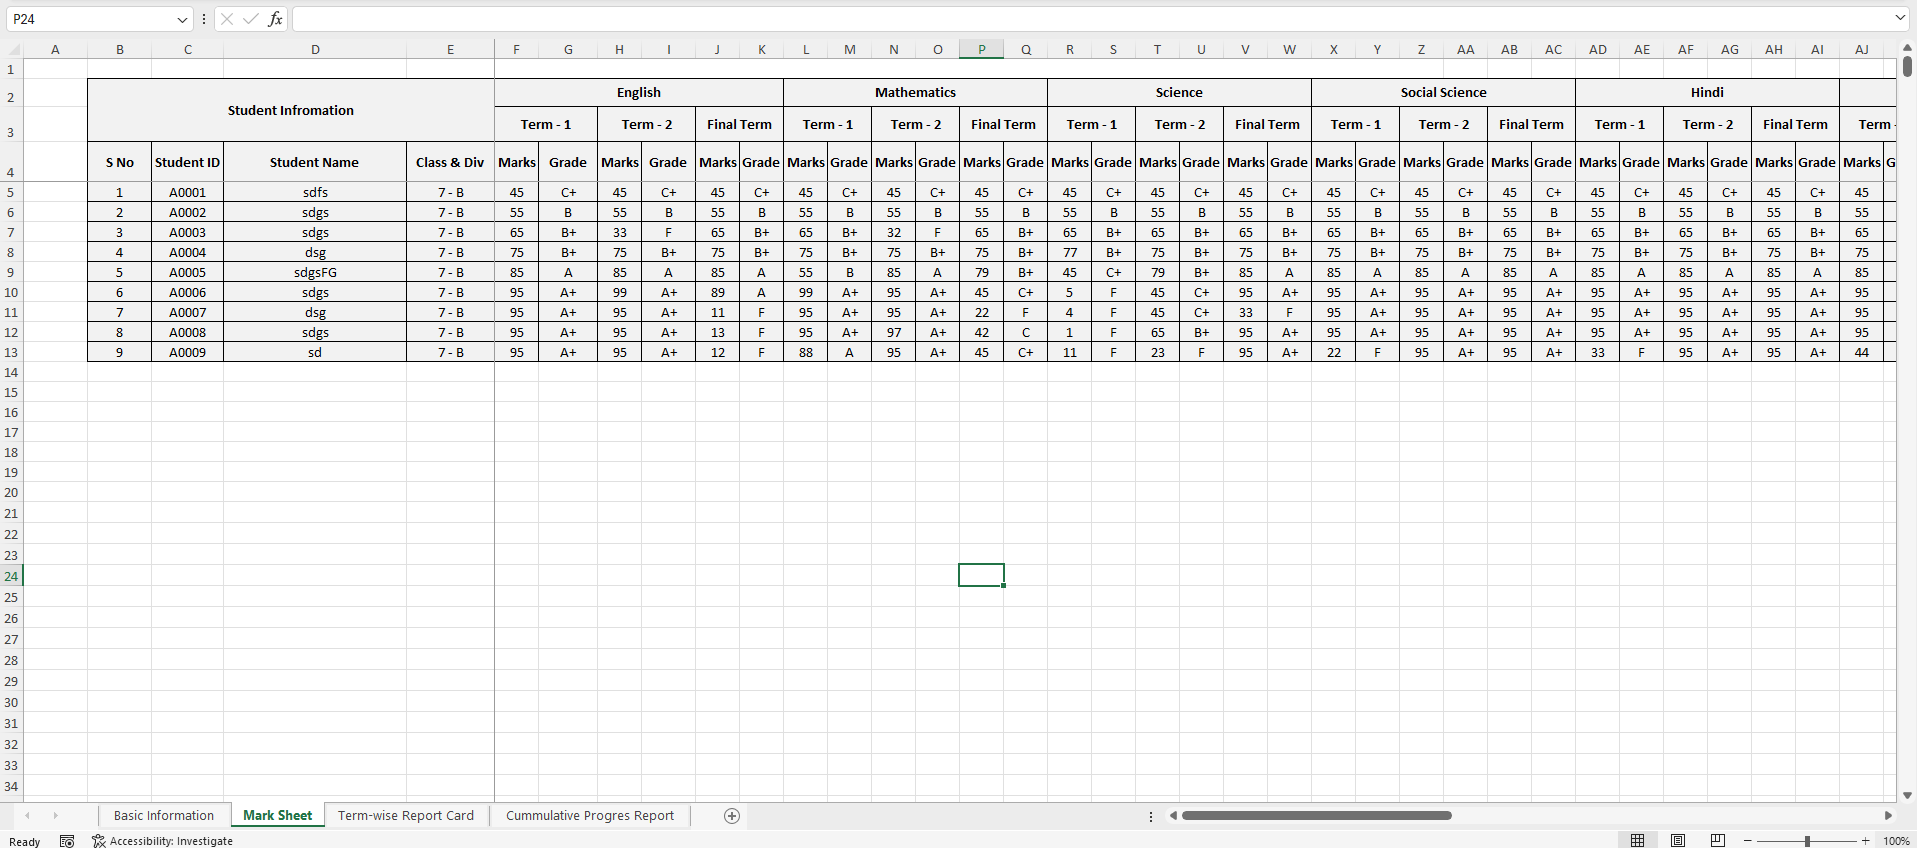 P24
fx
A B C D E F G H I J K L M N O P Q R S T U V W X Y Z AA AB AC AD AE AF AG AH AI AJ
1
2 Student Infromation English Mathematics Science Social Science Hindi
3 Term - 1 Term - 2 Final Term Term - 1 Term - 2 Final Term Term - 1 Term - 2 Final Term Term - 1 Term - 2 Final Term Term - 1 Term - 2 Final Term Term -
4 S No Student ID Student Name Class & Div Marks Grade Marks Grade Marks Grade Marks Grade Marks Grade Marks Grade Marks Grade Marks Grade Marks Grade Marks Grade Marks Grade Marks Grade Marks Grade Marks Grade Marks Grade Marks G
5 1 A0001 sdfs 7 - B 45 C+ 45 C+ 45 C+ 45 C+ 45 C+ 45 C+ 45 C+ 45 C+ 45 C+ 45 C+ 45 C+ 45 C+ 45 C+ 45 C+ 45 C+ 45
6 2 A0002 sdgs 7 - B 55 B 55 B 55 B 55 B 55 B 55 B 55 B 55 B 55 B 55 B 55 B 55 B 55 B 55 B 55 B 55
7 3 A0003 sdgs 7 - B 65 B+ 33 F 65 B+ 65 B+ 32 F 65 B+ 65 B+ 65 B+ 65 B+ 65 B+ 65 B+ 65 B+ 65 B+ 65 B+ 65 B+ 65
8 4 A0004 dsg 7 - B 75 B+ 75 B+ 75 B+ 75 B+ 75 B+ 75 B+ 77 B+ 75 B+ 75 B+ 75 B+ 75 B+ 75 B+ 75 B+ 75 B+ 75 B+ 75
9 5 A0005 sdgsFG 7 - B 85 A 85 A 85 A 55 B 85 A 79 B+ 45 C+ 79 B+ 85 A 85 A 85 A 85 A 85 A 85 A 85 A 85
10 6 A0006 sdgs 7 - B 95 A+ 99 A+ 89 A 99 A+ 95 A+ 45 C+ 5 F 45 C+ 95 A+ 95 A+ 95 A+ 95 A+ 95 A+ 95 A+ 95 A+ 95
11 7 A0007 dsg 7 - B 95 A+ 95 A+ 11 F 95 A+ 95 A+ 22 F 4 F 45 C+ 33 F 95 A+ 95 A+ 95 A+ 95 A+ 95 A+ 95 A+ 95
12 8 A0008 sdgs 7 - B 95 A+ 95 A+ 13 F 95 A+ 97 A+ 42 C 1 F 65 B+ 95 A+ 95 A+ 95 A+ 95 A+ 95 A+ 95 A+ 95 A+ 95
13 9 A0009 sd 7 - B 95 A+ 95 A+ 12 F 88 A 95 A+ 45 C+ 11 F 23 F 95 A+ 22 F 95 A+ 95 A+ 33 F 95 A+ 95 A+ 44
14
15
16
17
18
19
20
21
22
23
24
25
26
27
28
29
30
31
32
33
34
Basic Information Mark Sheet Term-wise Report Card Cummulative Progres Report
Ready Accessibility: Investigate 100%